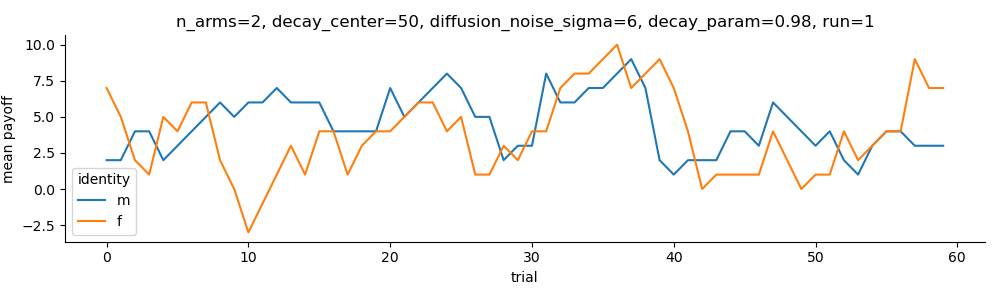 n_arms=2, decay_center=50, diffusion_noise_sigma=6, decay_param=0.98, run=1
10.0
7.5
5.0
2.5
0.0
−2.5
mean payoff
identity
m
f
0 10 20 30 40 50 60
trial